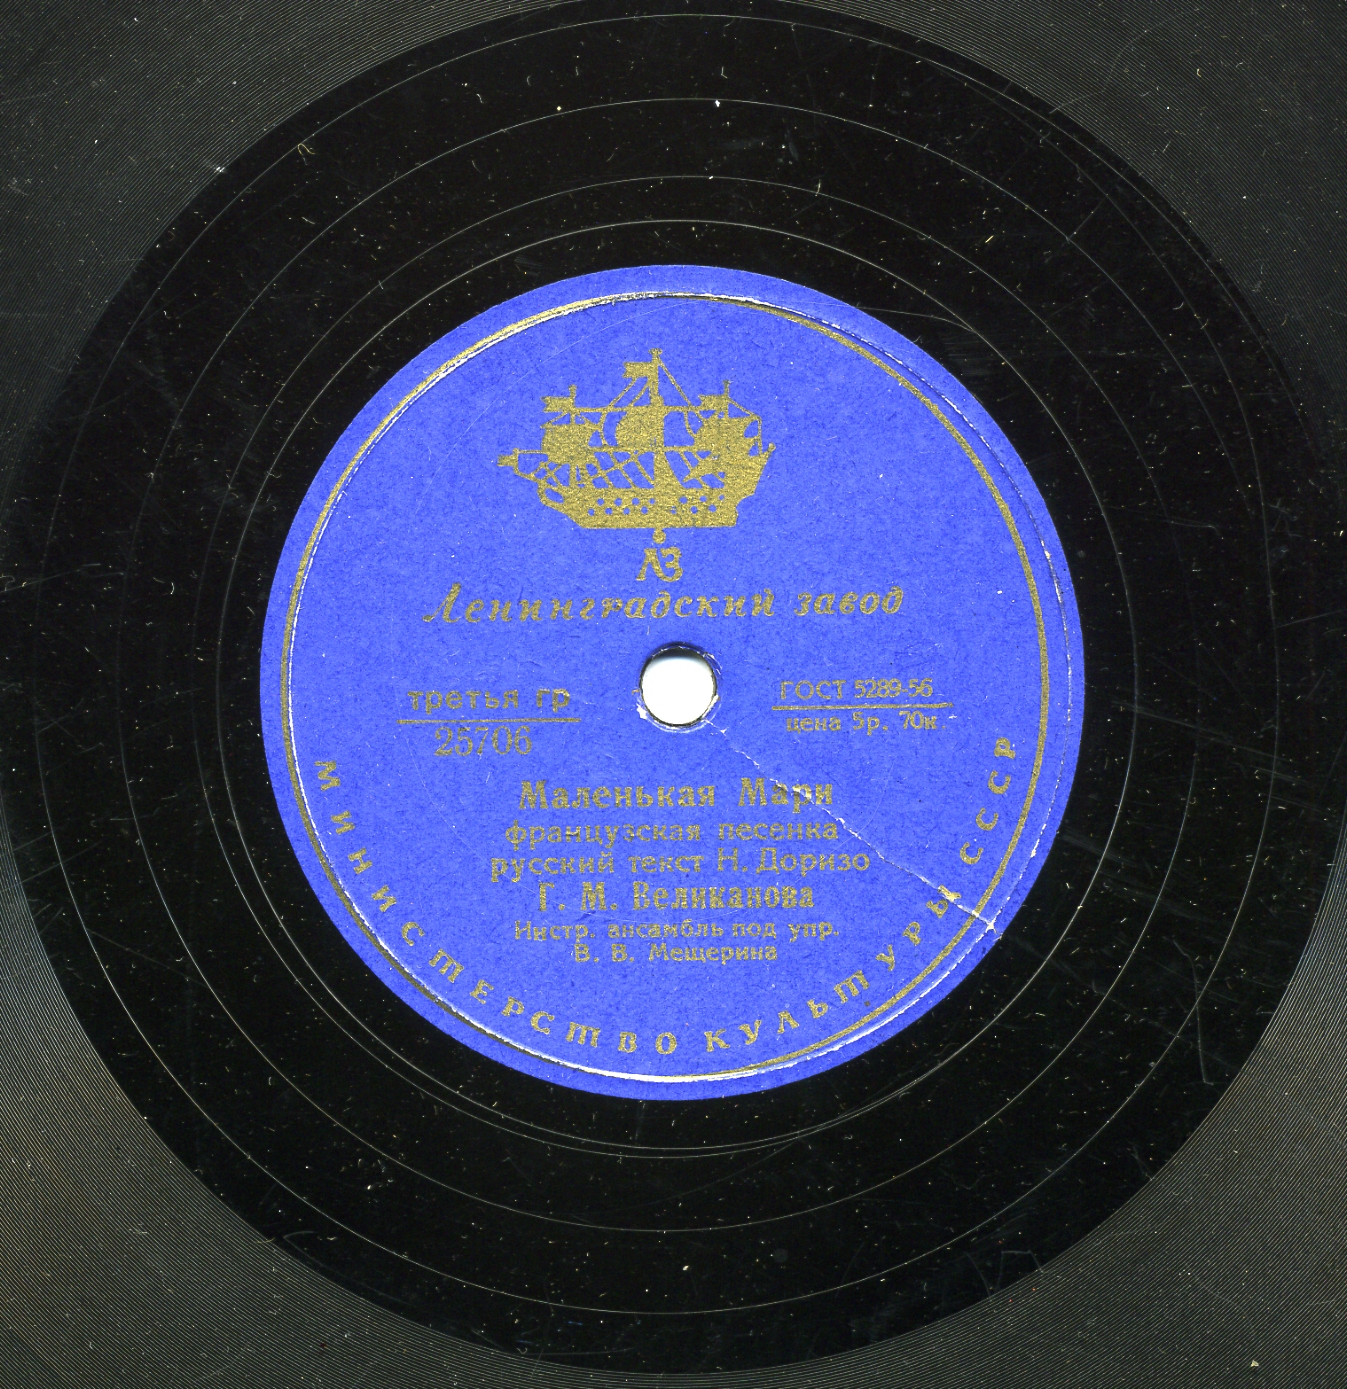 ЛЗ
Ленинградский завод
третья гр
25706
ГОСТ 5289-56
цена 5р. 70к.
Маленькая Мари
французская песенка
русский текст Н. Доризо
Г. М. Великанова
Инстр. ансамбль под упр.
В. В. Мещерина
МИНИСТЕРСТВО КУЛЬТУРЫ СССР